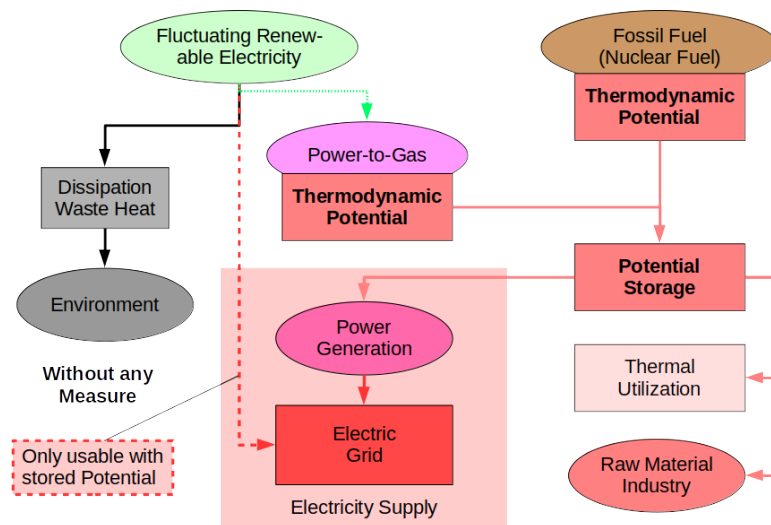 Fluctuating Renew-
able Electricity
Fossil Fuel
(Nuclear Fuel)
Thermodynamic
Potential
Power-to-Gas
Thermodynamic
Potential
Dissipation
Waste Heat
Potential
Storage
Environment
Power
Generation
Without any
Measure
Thermal
Utilization
Only usable with
stored Potential
Electric
Grid
Raw Material
Industry
Electricity Supply